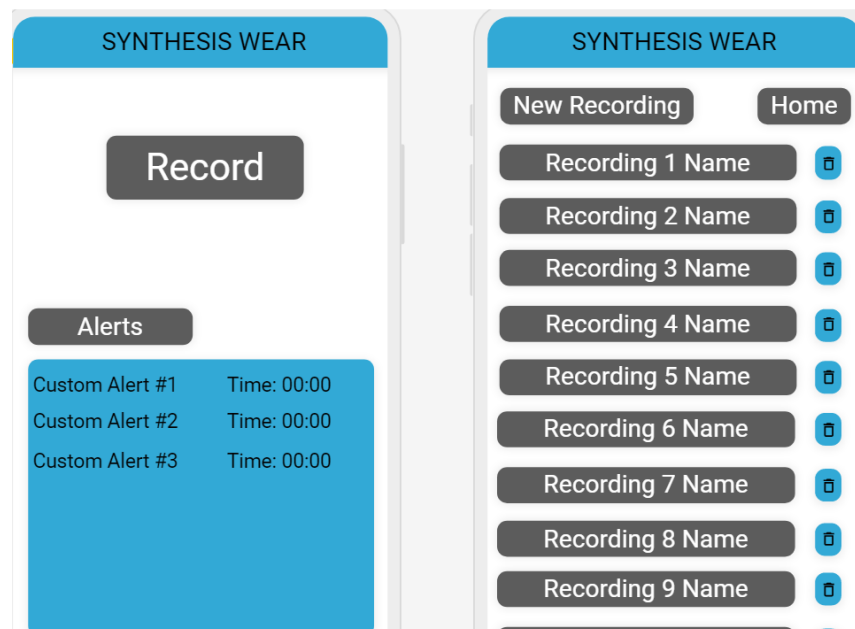 SYNTHESIS WEAR
Record
Alerts
Custom Alert #1 Time: 00:00
Custom Alert #2 Time: 00:00
Custom Alert #3 Time: 00:00
SYNTHESIS WEAR
New Recording Home
Recording 1 Name
Recording 2 Name
Recording 3 Name
Recording 4 Name
Recording 5 Name
Recording 6 Name
Recording 7 Name
Recording 8 Name
Recording 9 Name